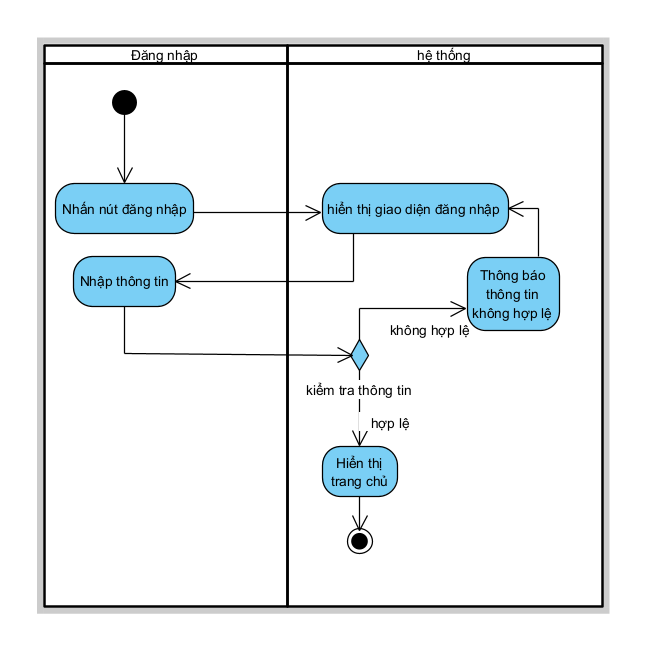 Đăng nhập
hệ thống
Nhấn nút đăng nhập
hiển thị giao diện đăng nhập
Nhập thông tin
Thông báo
thông tin
không hợp lệ
không hợp lệ
kiểm tra thông tin
hợp lệ
Hiển thị
trang chủ